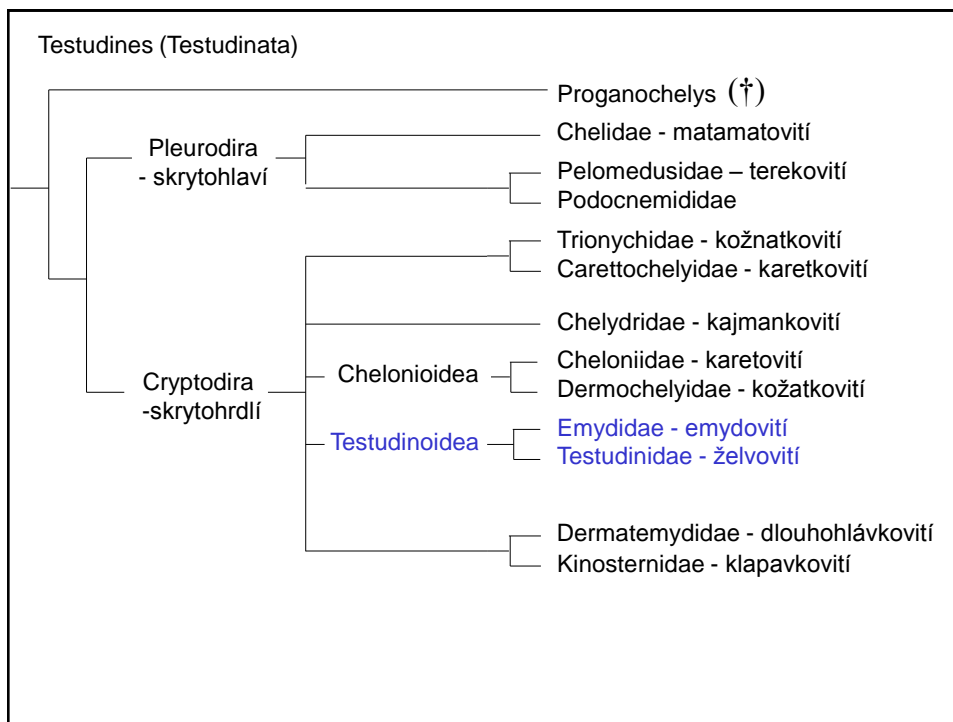 Testudines (Testudinata)
Proganochelys (†)
Chelidae - matamatovití
Pleurodira
- skrytohlaví
Pelomedusidae – terekovití
Podocnemididae
Trionychidae - kožnatkovití
Carettochelyidae - karetkovití
Chelydridae - kajmankovití
Cryptodira
-skrytohrdlí
Chelonioidea
Cheloniidae - karetovití
Dermochelyidae - kožatkovití
Testudinoidea
Emydidae - emydovití
Testudinidae - želvovití
Dermatemydidae - dlouhohlávkovití
Kinosternidae - klapavkovití